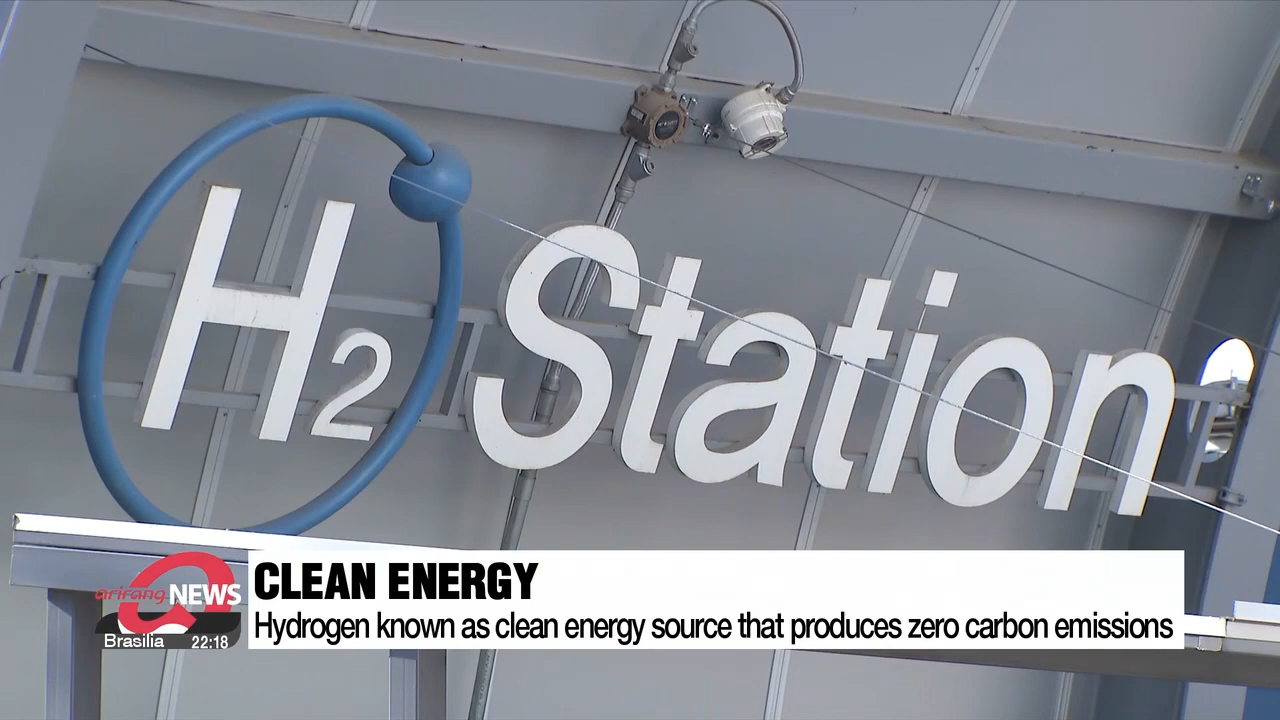 H2 Station
CLEAN ENERGY
Hydrogen known as clean energy source that produces zero carbon emissions
arirang NEWS
Brasilia 22:18